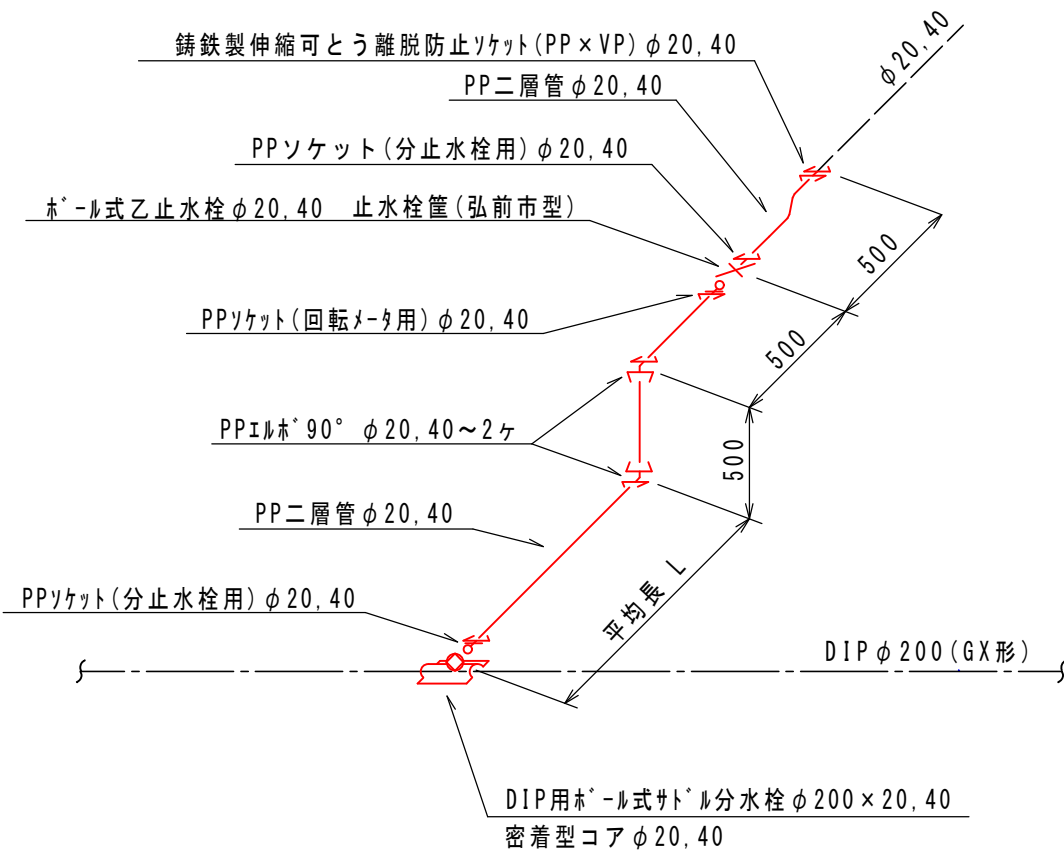 鋳鉄製伸縮可とう離脱防止ｿｹｯﾄ(PP×VP)φ20,40
φ20,40
PP二層管φ20,40
PPソケット(分止水栓用)φ20,40
ﾎﾞｰﾙ式乙止水栓φ20,40 止水栓筐(弘前市型)
500
PPｿｹｯﾄ(回転ﾒｰﾀ用)φ20,40
500
PPｴﾙﾎﾞ90° φ20,40～2ヶ
500
PP二層管φ20,40
PPｿｹｯﾄ(分止水栓用)φ20,40
平均長 L
DIPφ200(GX形)
DIP用ﾎﾞｰﾙ式ｻﾄﾞﾙ分水栓φ200×20,40
密着型コアφ20,40